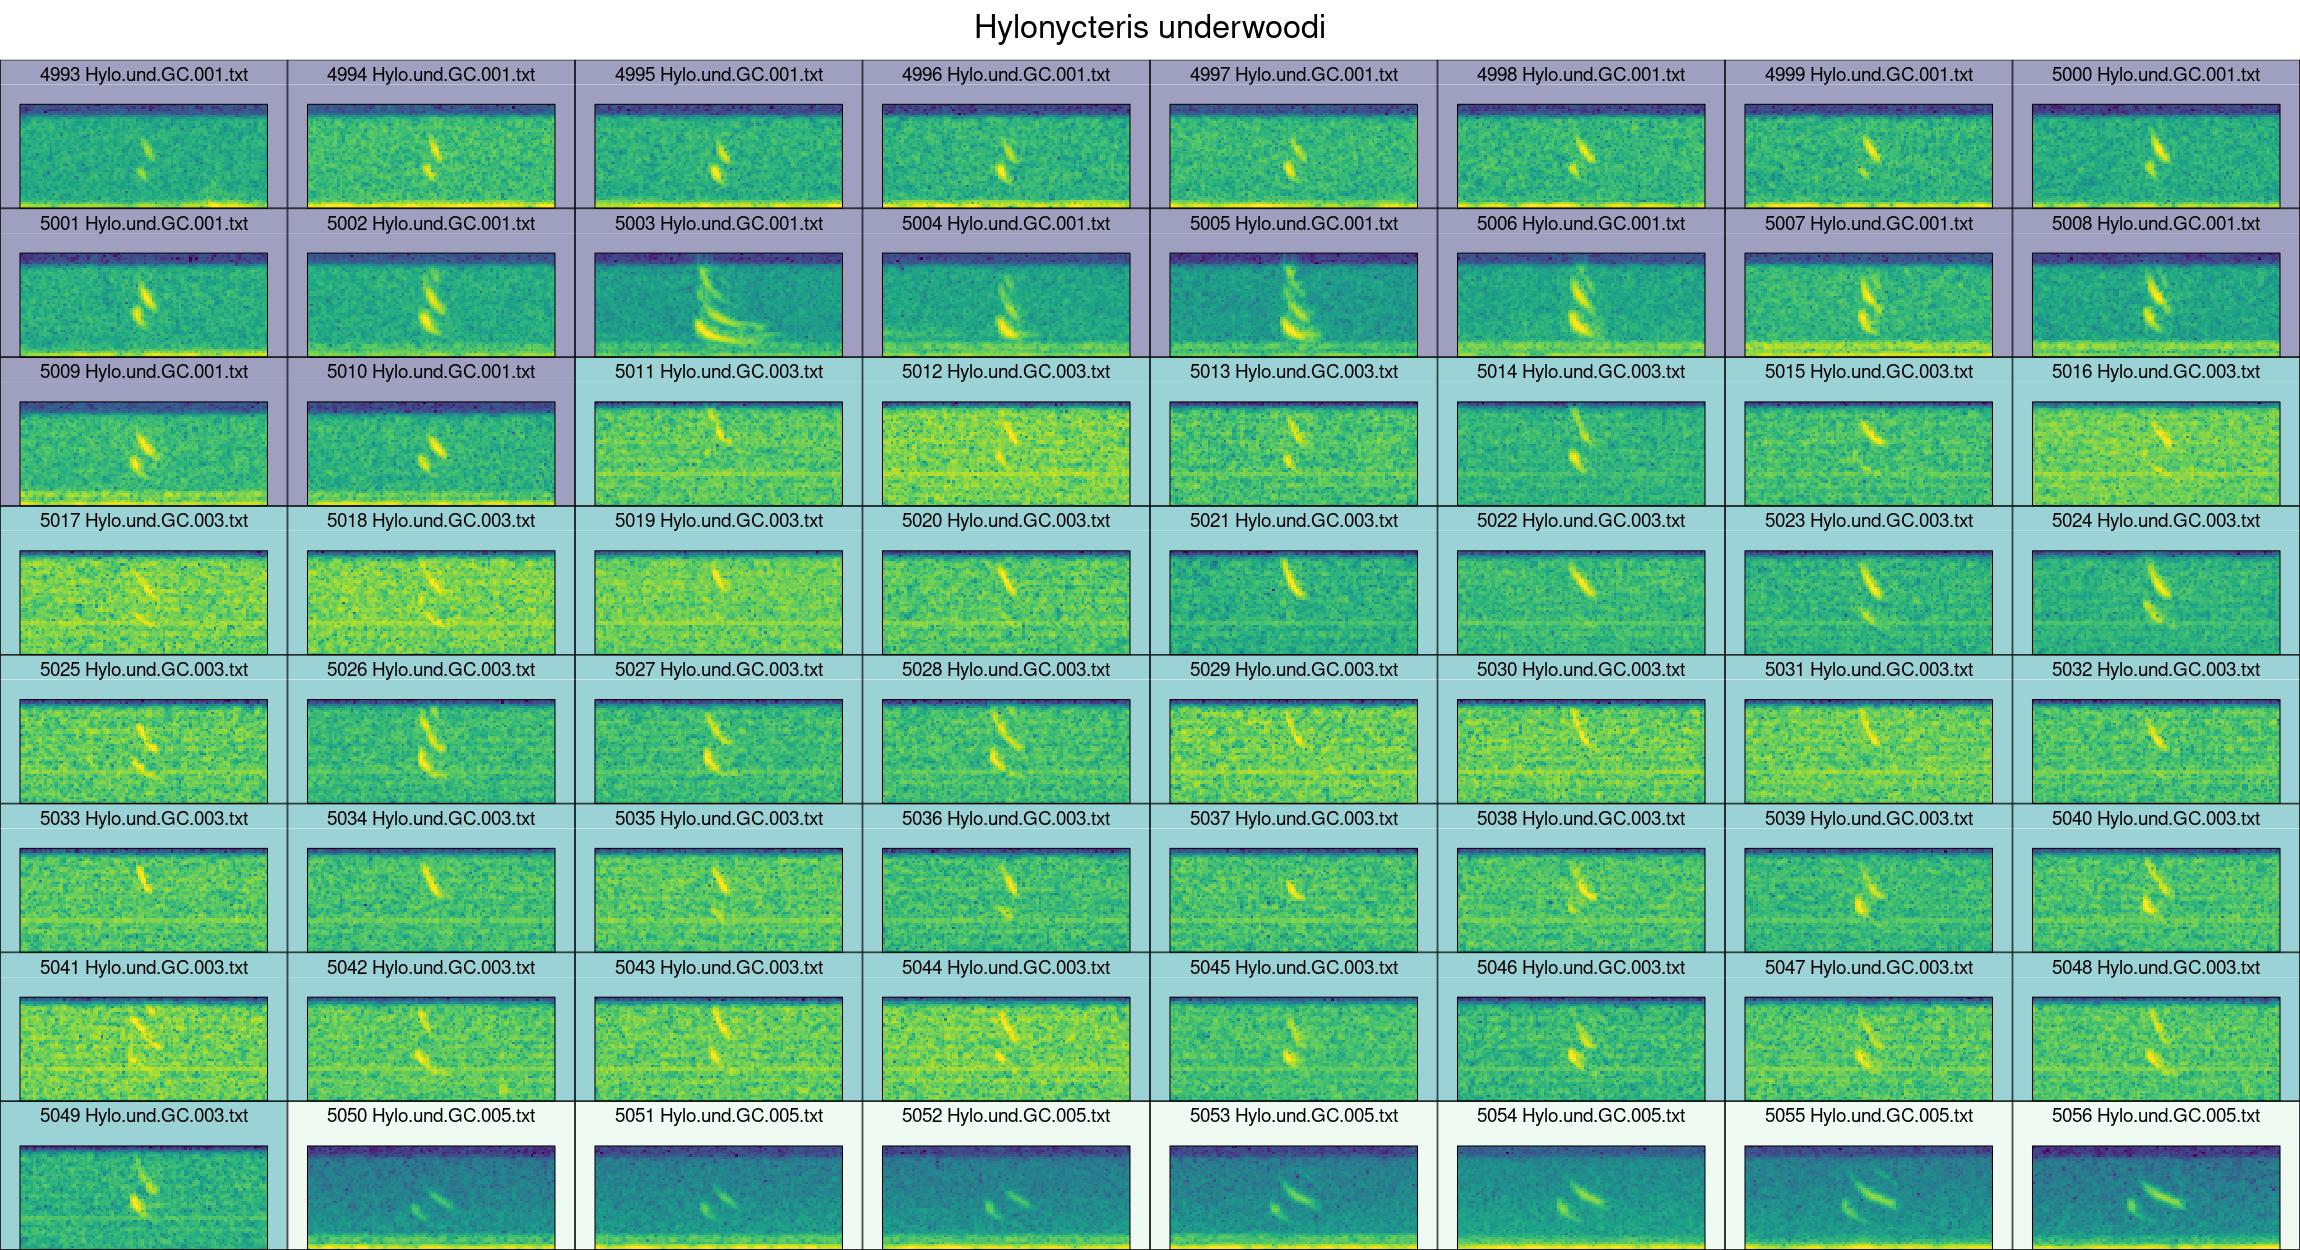 Hylonycteris underwoodi
4993 Hylo.und.GC.001.txt 4994 Hylo.und.GC.001.txt 4995 Hylo.und.GC.001.txt 4996 Hylo.und.GC.001.txt 4997 Hylo.und.GC.001.txt 4998 Hylo.und.GC.001.txt 4999 Hylo.und.GC.001.txt 5000 Hylo.und.GC.001.txt
5001 Hylo.und.GC.001.txt 5002 Hylo.und.GC.001.txt 5003 Hylo.und.GC.001.txt 5004 Hylo.und.GC.001.txt 5005 Hylo.und.GC.001.txt 5006 Hylo.und.GC.001.txt 5007 Hylo.und.GC.001.txt 5008 Hylo.und.GC.001.txt
5009 Hylo.und.GC.001.txt 5010 Hylo.und.GC.001.txt 5011 Hylo.und.GC.003.txt 5012 Hylo.und.GC.003.txt 5013 Hylo.und.GC.003.txt 5014 Hylo.und.GC.003.txt 5015 Hylo.und.GC.003.txt 5016 Hylo.und.GC.003.txt
5017 Hylo.und.GC.003.txt 5018 Hylo.und.GC.003.txt 5019 Hylo.und.GC.003.txt 5020 Hylo.und.GC.003.txt 5021 Hylo.und.GC.003.txt 5022 Hylo.und.GC.003.txt 5023 Hylo.und.GC.003.txt 5024 Hylo.und.GC.003.txt
5025 Hylo.und.GC.003.txt 5026 Hylo.und.GC.003.txt 5027 Hylo.und.GC.003.txt 5028 Hylo.und.GC.003.txt 5029 Hylo.und.GC.003.txt 5030 Hylo.und.GC.003.txt 5031 Hylo.und.GC.003.txt 5032 Hylo.und.GC.003.txt
5033 Hylo.und.GC.003.txt 5034 Hylo.und.GC.003.txt 5035 Hylo.und.GC.003.txt 5036 Hylo.und.GC.003.txt 5037 Hylo.und.GC.003.txt 5038 Hylo.und.GC.003.txt 5039 Hylo.und.GC.003.txt 5040 Hylo.und.GC.003.txt
5041 Hylo.und.GC.003.txt 5042 Hylo.und.GC.003.txt 5043 Hylo.und.GC.003.txt 5044 Hylo.und.GC.003.txt 5045 Hylo.und.GC.003.txt 5046 Hylo.und.GC.003.txt 5047 Hylo.und.GC.003.txt 5048 Hylo.und.GC.003.txt
5049 Hylo.und.GC.003.txt 5050 Hylo.und.GC.005.txt 5051 Hylo.und.GC.005.txt 5052 Hylo.und.GC.005.txt 5053 Hylo.und.GC.005.txt 5054 Hylo.und.GC.005.txt 5055 Hylo.und.GC.005.txt 5056 Hylo.und.GC.005.txt